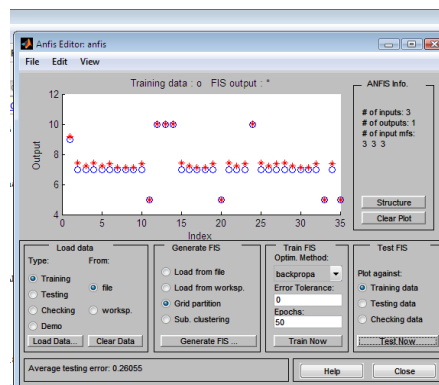 Anfis Editor: anfis
File Edit View
Training data : o FIS output : *
12
10
8
6
4
Output
0 5 10 15 20 25 30 35
Index
ANFIS Info.
# of inputs: 3
# of outputs: 1
# of input mfs:
3 3 3
Structure
Clear Plot
Load data
Type: From:
Training
Testing
Checking
Demo
file
worksp.
Load Data... Clear Data
Generate FIS
Load from file
Load from worksp.
Grid partition
Sub. clustering
Generate FIS ...
Train FIS
Optim. Method:
backpropa
Error Tolerance:
0
Epochs:
50
Train Now
Test FIS
Plot against:
Training data
Testing data
Checking data
Test Now
Average testing error: 0.26055
Help Close